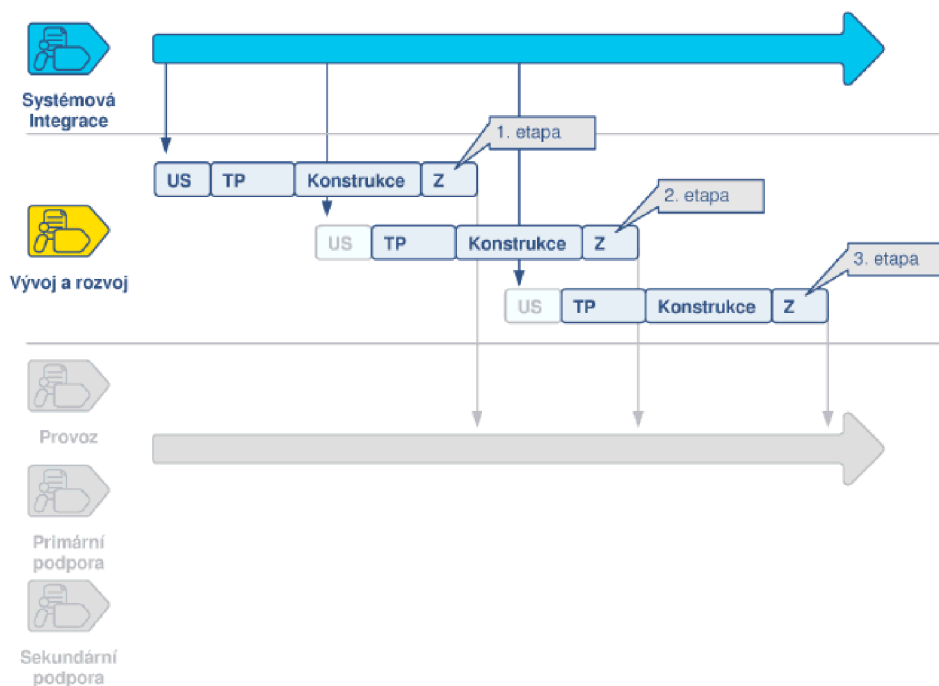 Systémová
Integrace
1. etapa
US TP Konstrukce Z
2. etapa
US TP Konstrukce Z
Vývoj a rozvoj
3. etapa
US TP Konstrukce Z
Provoz
Primární
podpora
Sekundární
podpora